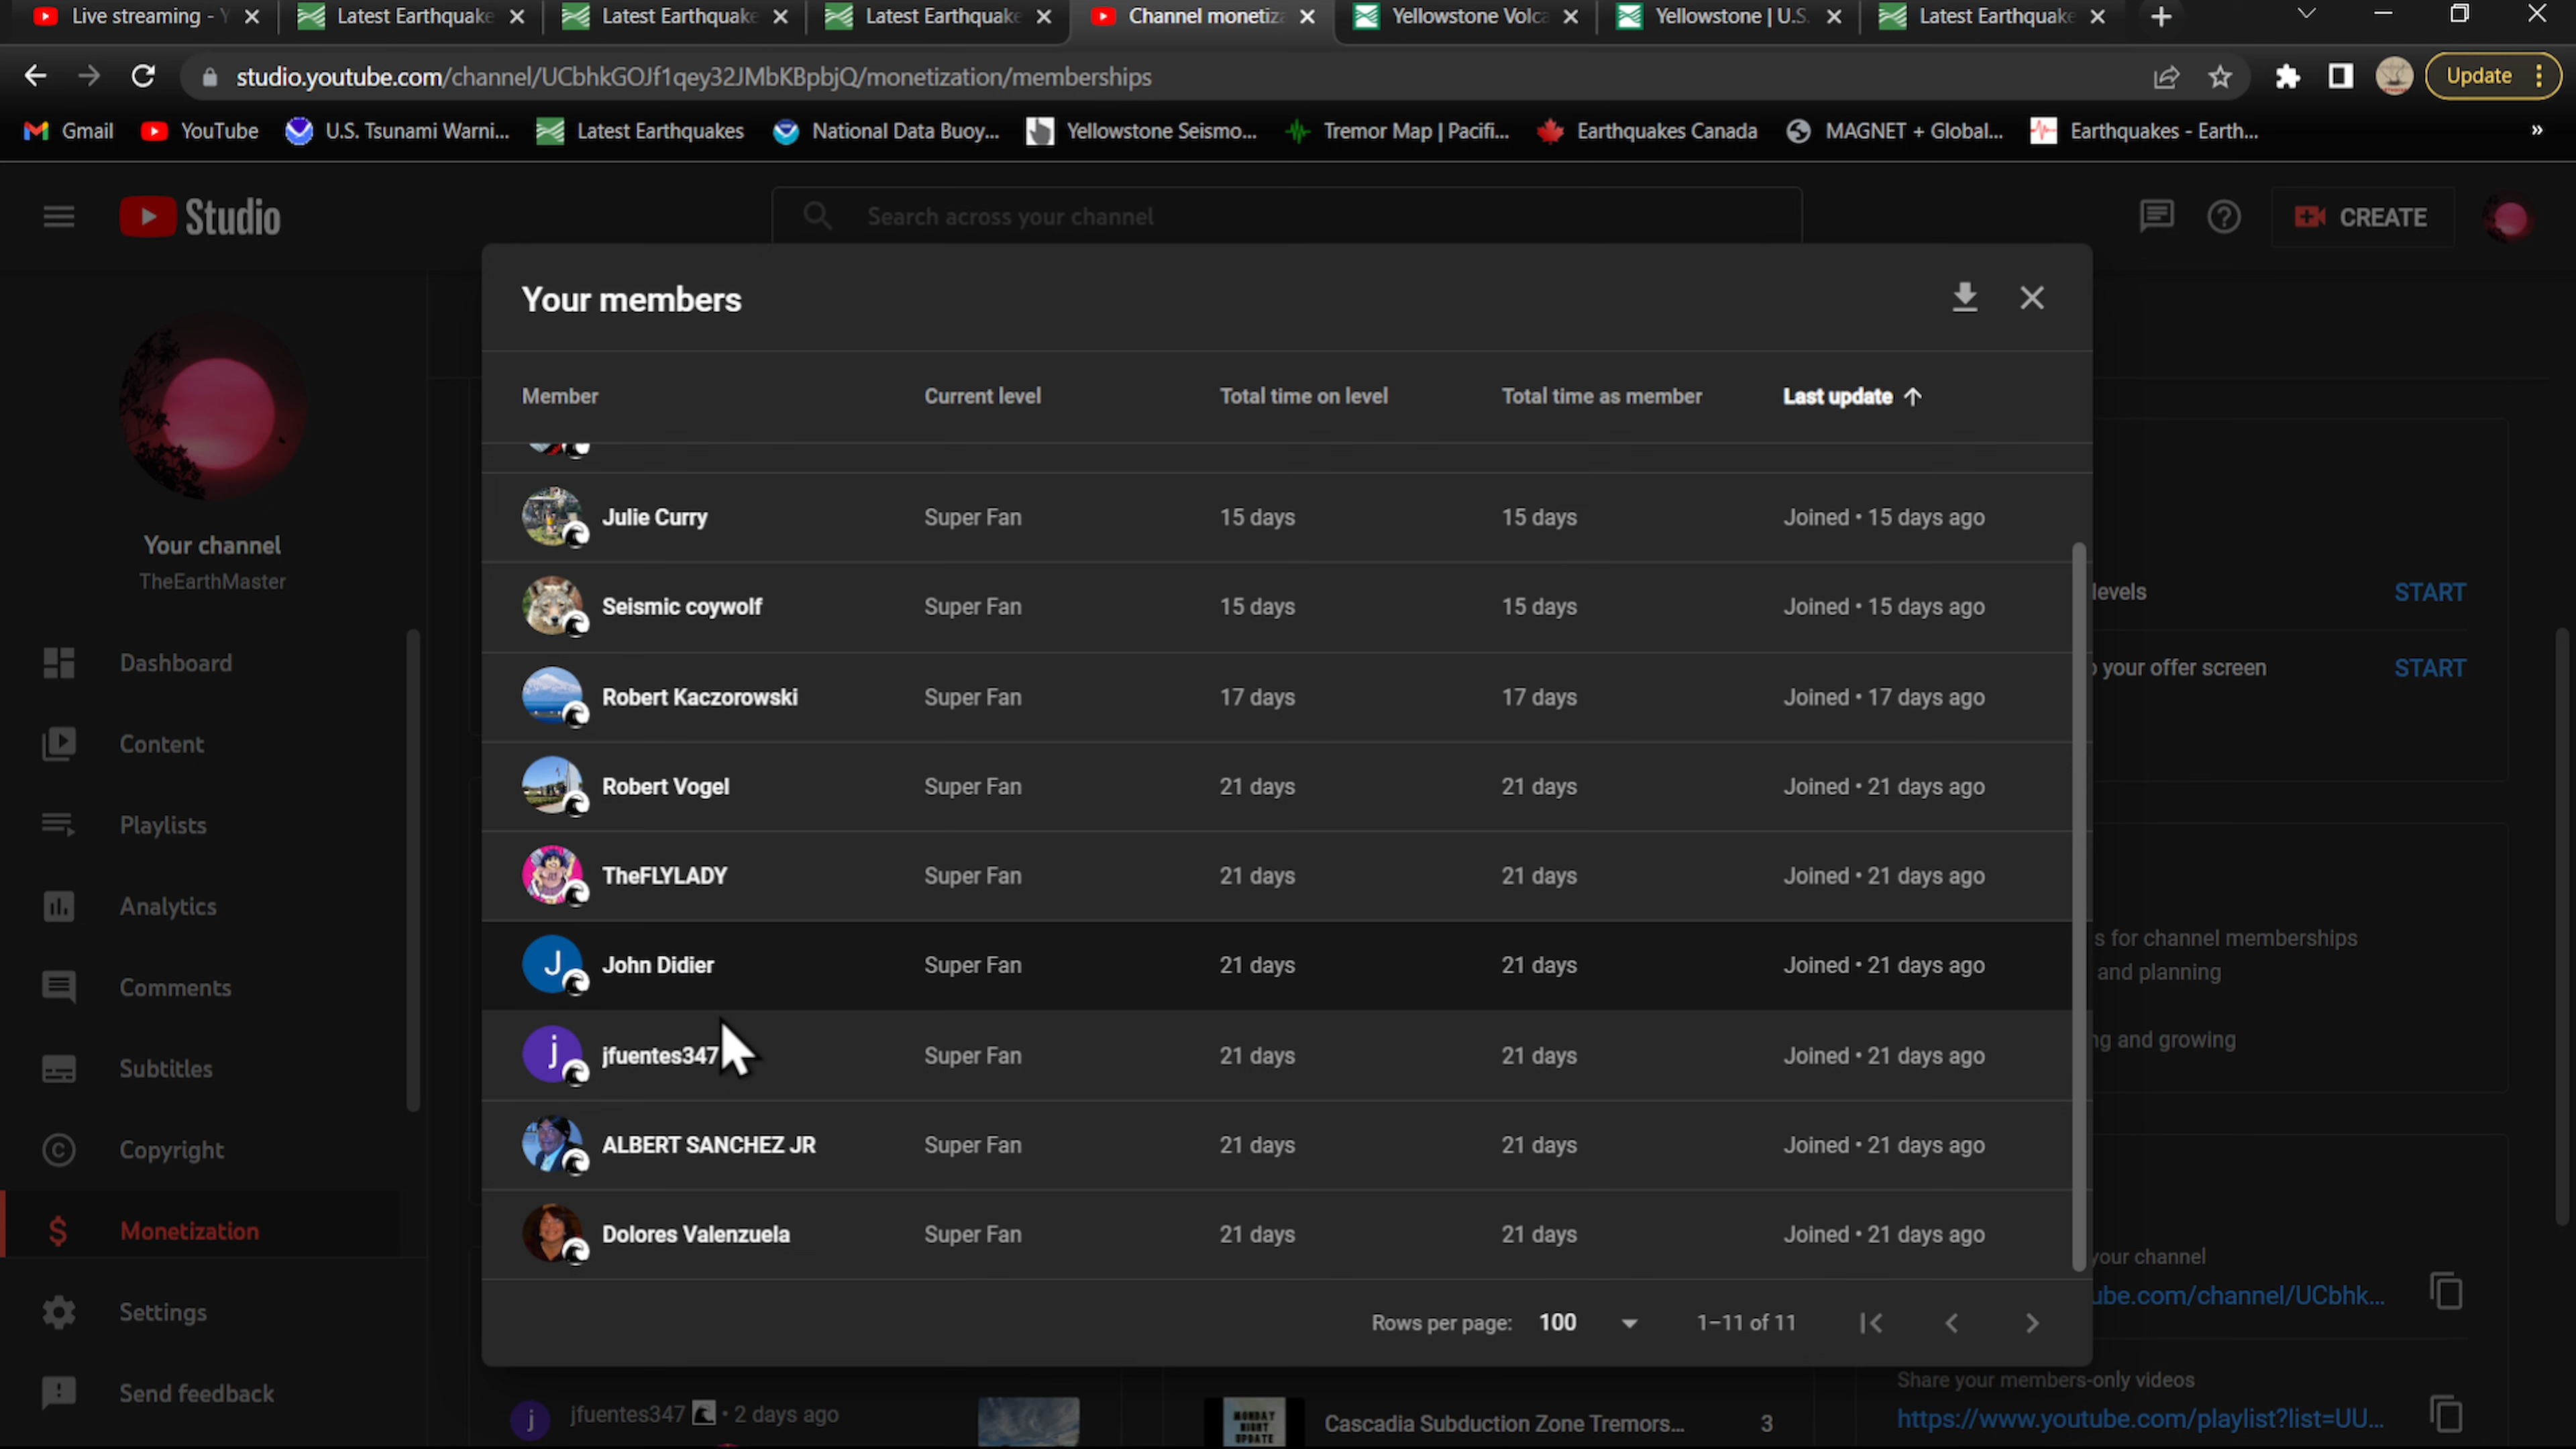 Live streaming - Y
Latest Earthquake
Latest Earthquake
Latest Earthquake
Channel monetiz
Yellowstone Volca
Yellowstone | U.S.
Latest Earthquake
studio.youtube.com/channel/UCbhkGOJf1qey32JMbKBpbjQ/monetization/memberships
Update
Gmail
YouTube
U.S. Tsunami Warni...
Latest Earthquakes
National Data Buoy...
Yellowstone Seismo...
Tremor Map | Pacifi...
Earthquakes Canada
MAGNET + Global...
Earthquakes - Earth...
»
Studio
Search across your channel
CREATE
Your channel
TheEarthMaster
Dashboard
Content
Playlists
Analytics
Comments
Subtitles
Copyright
Monetization
Settings
Send feedback
Your members
Member Current level Total time on level Total time as member Last update
Julie Curry Super Fan 15 days 15 days Joined • 15 days ago
Seismic coywolf Super Fan 15 days 15 days Joined • 15 days ago
Robert Kaczorowski Super Fan 17 days 17 days Joined • 17 days ago
Robert Vogel Super Fan 21 days 21 days Joined • 21 days ago
TheFLYLADY Super Fan 21 days 21 days Joined • 21 days ago
J John Didier Super Fan 21 days 21 days Joined • 21 days ago
j jfuentes347 Super Fan 21 days 21 days Joined • 21 days ago
ALBERT SANCHEZ JR Super Fan 21 days 21 days Joined • 21 days ago
Dolores Valenzuela Super Fan 21 days 21 days Joined • 21 days ago
Rows per page: 100 1–11 of 11
levels START
your offer screen START
s for channel memberships
and planning
ng and growing
your channel
ube.com/channel/UCbhk...
Share your members-only videos
https://www.youtube.com/playlist?list=UU...
j jfuentes347 • 2 days ago
MONDAY
NIGHT
UPDATE
Cascadia Subduction Zone Tremors... 3